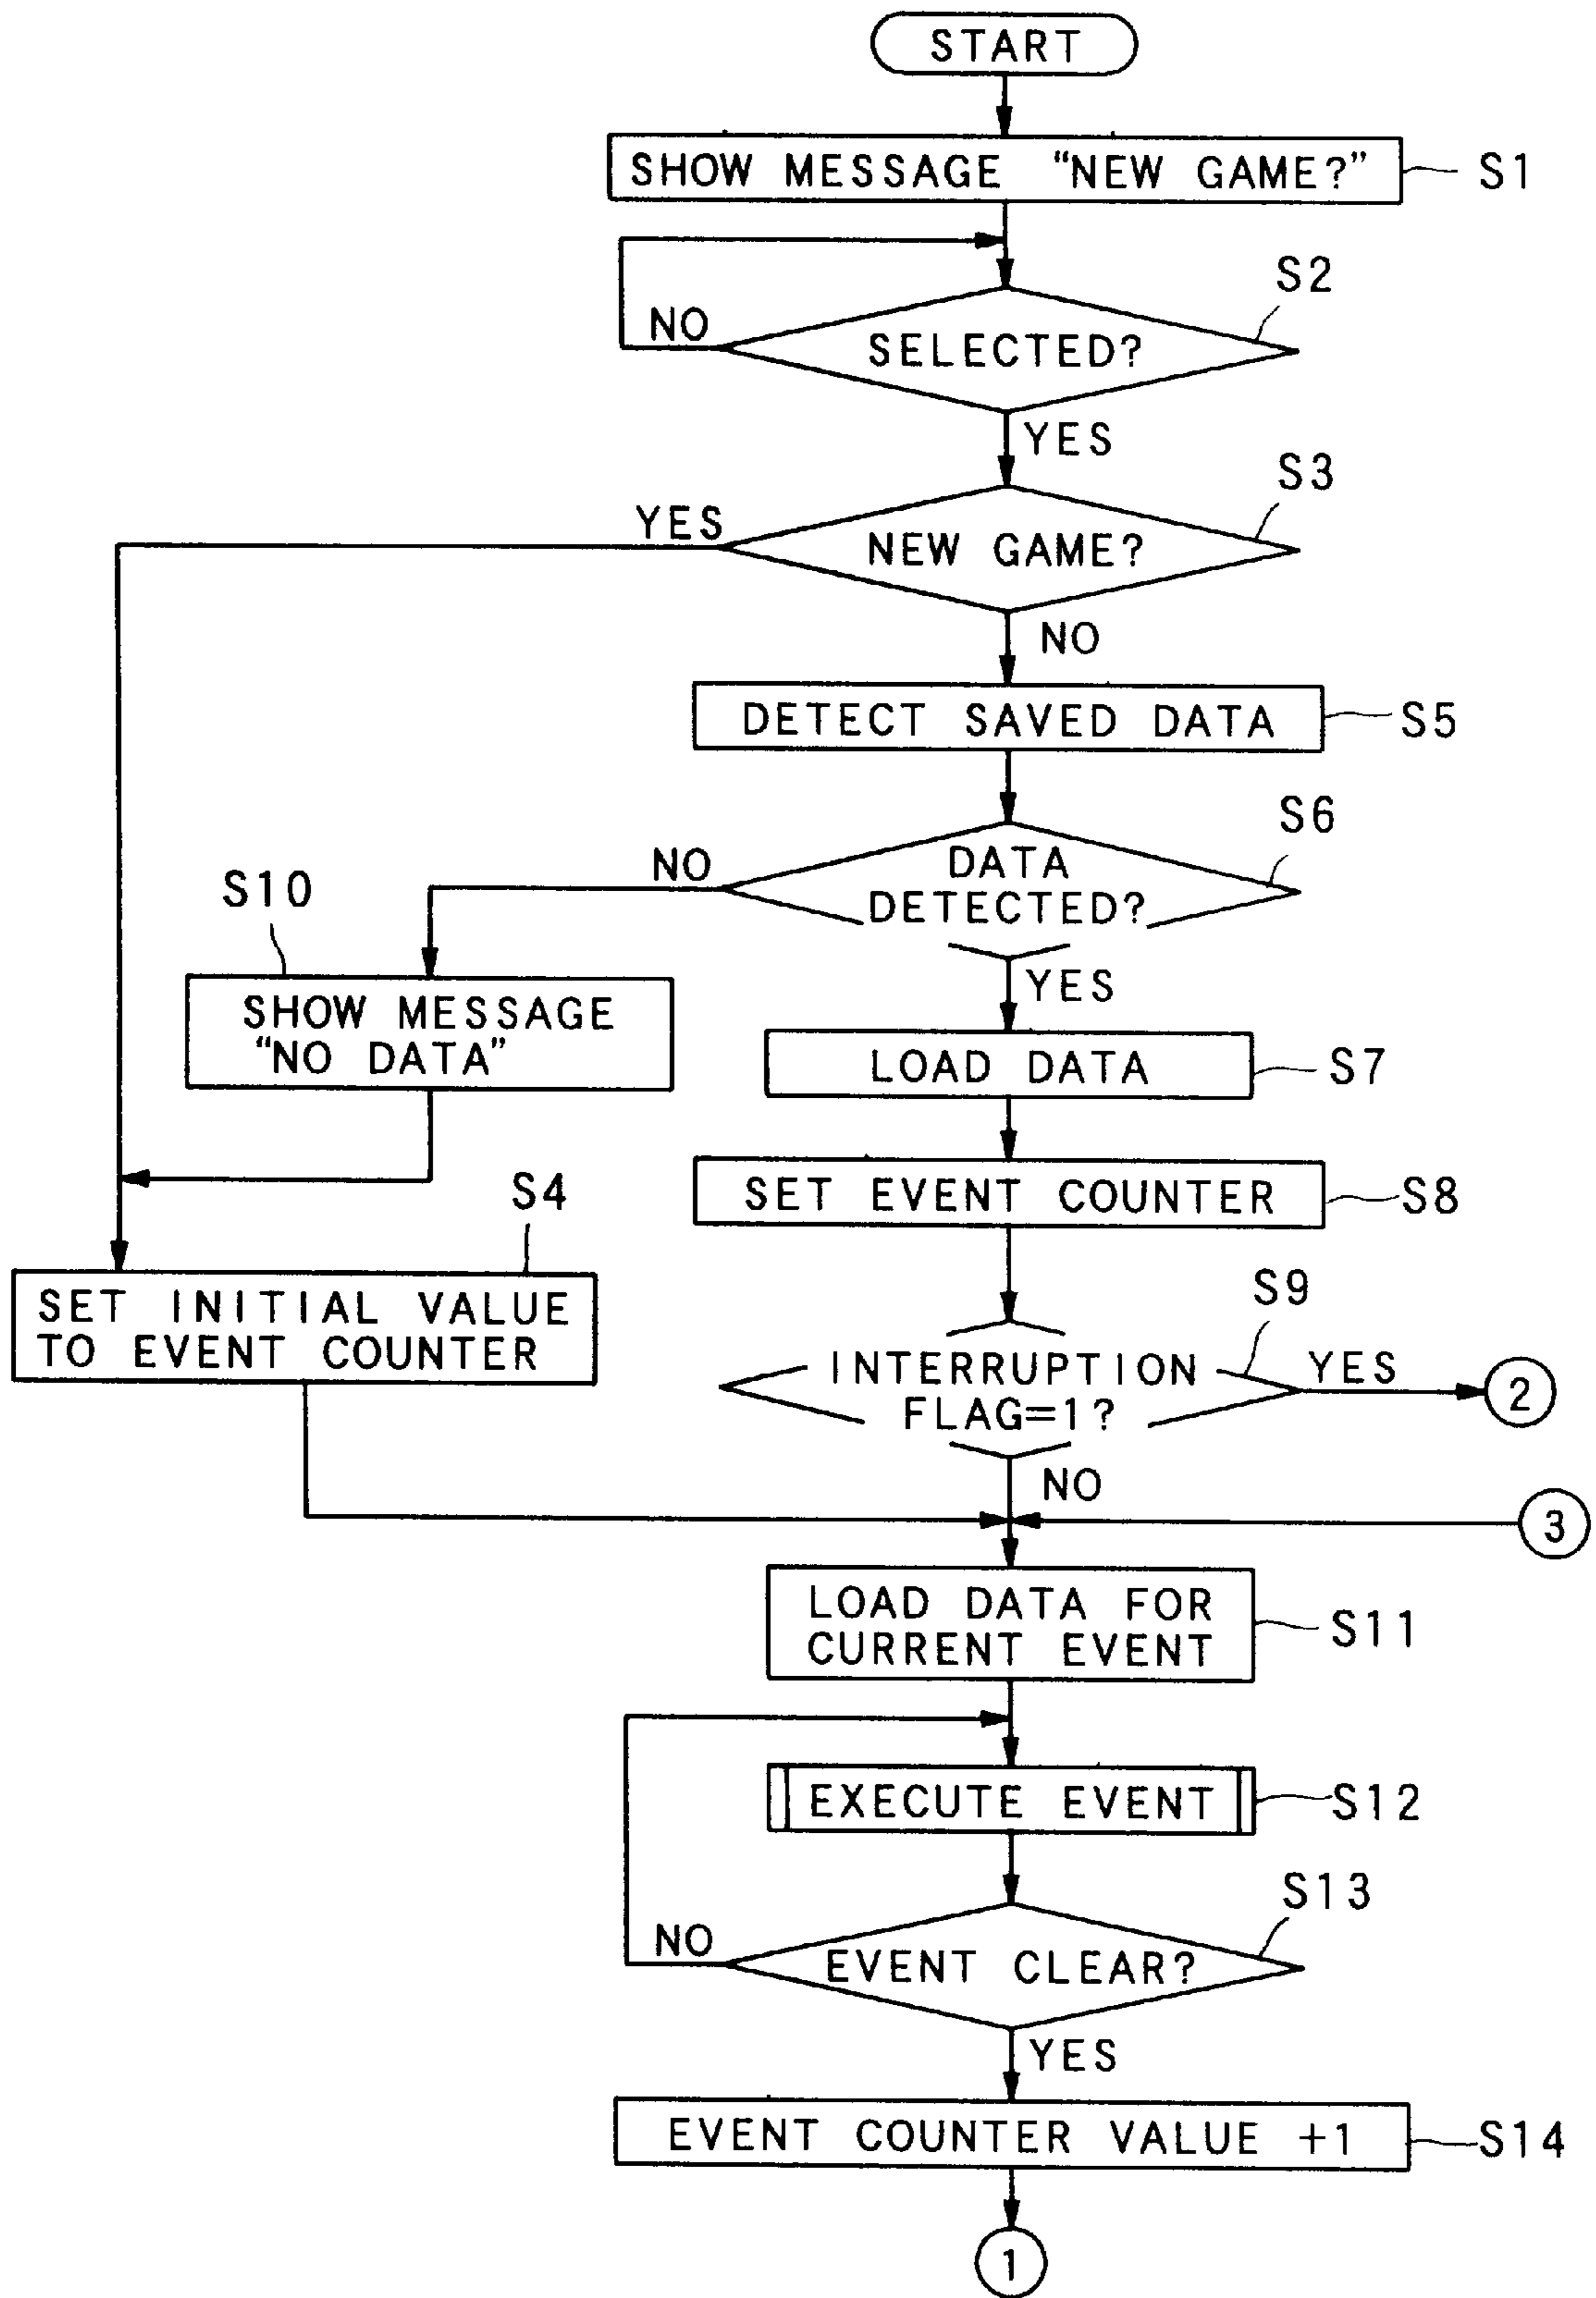 START
SHOW MESSAGE “NEW GAME?”
S1
S2
NO
SELECTED?
YES
S3
YES
NEW GAME?
NO
DETECT SAVED DATA
S5
S6
NO
DATA
DETECTED?
S10
YES
SHOW MESSAGE
“NO DATA”
LOAD DATA
S7
S4
SET EVENT COUNTER
S8
SET INITIAL VALUE
TO EVENT COUNTER
S9
INTERRUPTION
FLAG=1?
YES
2
NO
3
LOAD DATA FOR
CURRENT EVENT
S11
EXECUTE EVENT
S12
S13
NO
EVENT CLEAR?
YES
EVENT COUNTER VALUE +1
S14
1